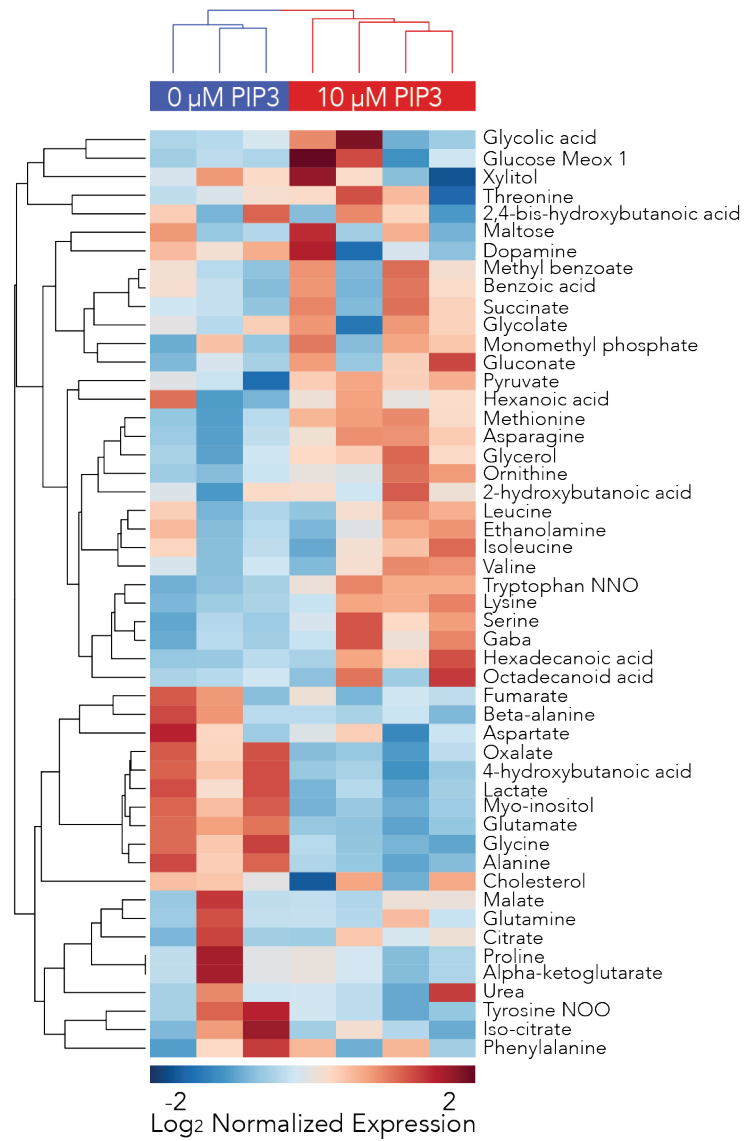 0 µM PIP3 10 µM PIP3
Glycolic acid
Glucose Meox 1
Xylitol
Threonine
2,4-bis-hydroxybutanoic acid
Maltose
Dopamine
Methyl benzoate
Benzoic acid
Succinate
Glycolate
Monomethyl phosphate
Gluconate
Pyruvate
Hexanoic acid
Methionine
Asparagine
Glycerol
Ornithine
2-hydroxybutanoic acid
Leucine
Ethanolamine
Isoleucine
Valine
Tryptophan NNO
Lysine
Serine
Gaba
Hexadecanoic acid
Octadecanoid acid
Fumarate
Beta-alanine
Aspartate
Oxalate
4-hydroxybutanoic acid
Lactate
Myo-inositol
Glutamate
Glycine
Alanine
Cholesterol
Malate
Glutamine
Citrate
Proline
Alpha-ketoglutarate
Urea
Tyrosine NOO
Iso-citrate
Phenylalanine
-2 2
Log2 Normalized Expression